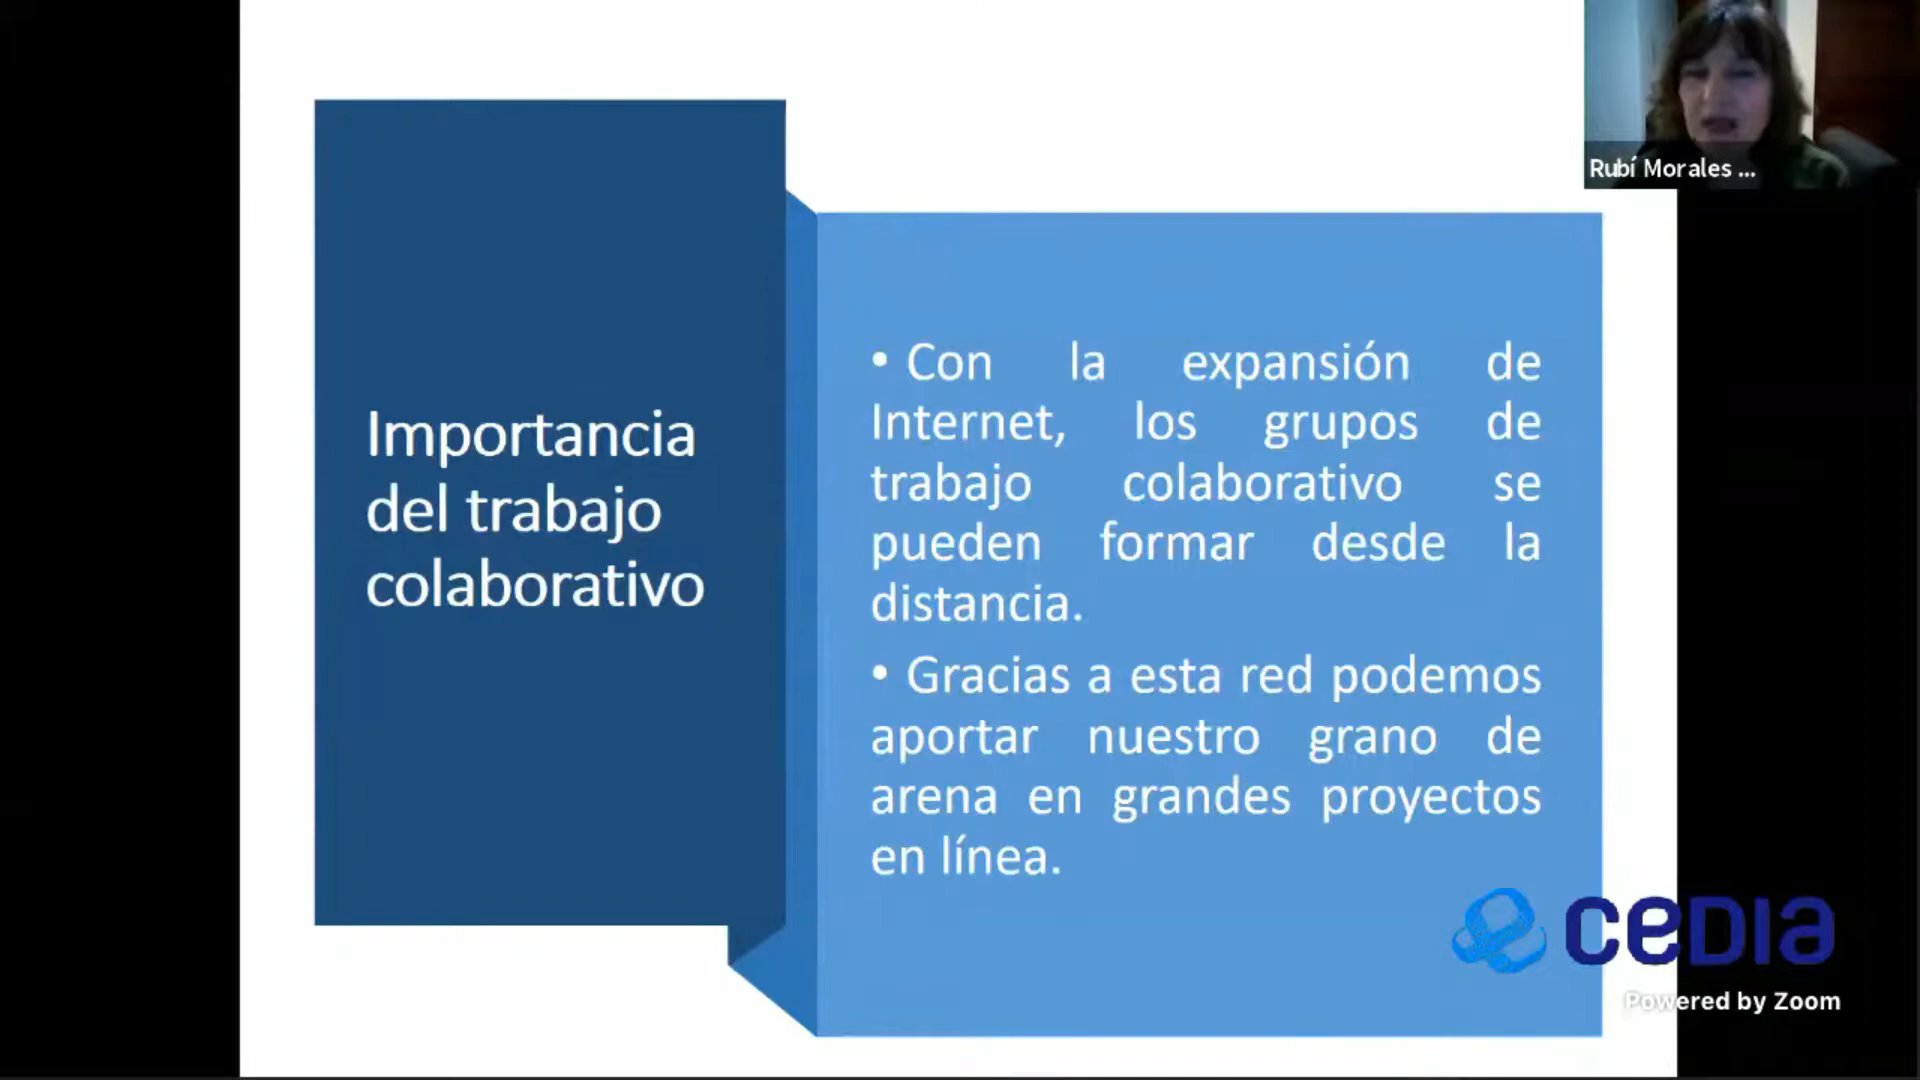 Rubí Morales ...
Importancia
del trabajo
colaborativo
• Con la expansión de
Internet, los grupos de
trabajo colaborativo se
pueden formar desde la
distancia.
• Gracias a esta red podemos
aportar nuestro grano de
arena en grandes proyectos
en línea.
ceDIa
Powered by Zoom